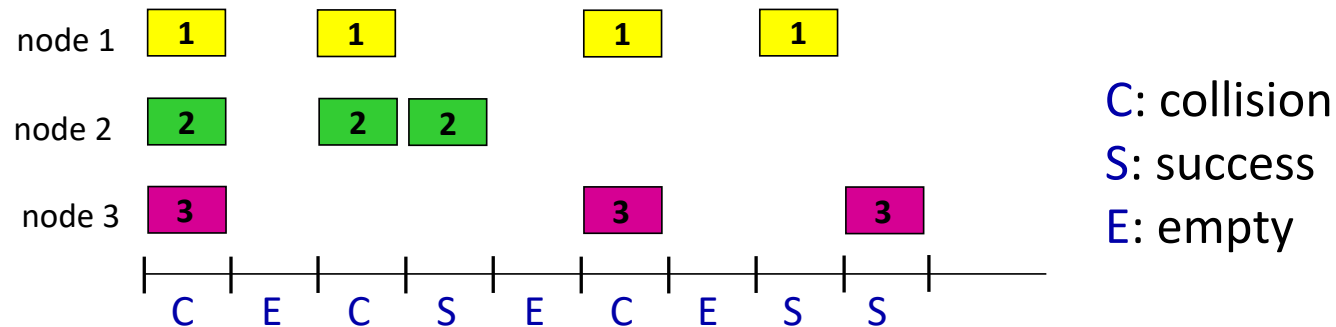 node 1 1 1 1 1
node 2 2 2 2
node 3 3 3 3
C E C S E C E S S
C: collision
S: success
E: empty